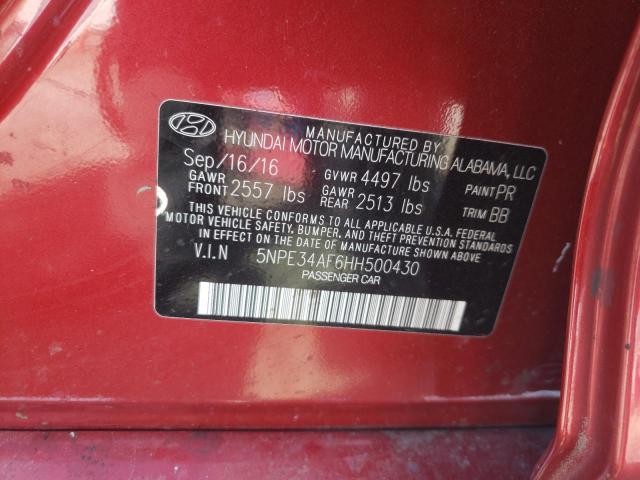 MANUFACTURED BY
HYUNDAI MOTOR MANUFACTURING ALABAMA, LLC
Sep/16/16 GVWR 4497 lbs PAINT PR
GAWR FRONT 2557 lbs GAWR REAR 2513 lbs TRIM BB
THIS VEHICLE CONFORMS TO ALL APPLICABLE U.S.A. FEDERAL
MOTOR VEHICLE SAFETY, BUMPER, AND THEFT PREVENTION STANDARDS
IN EFFECT ON THE DATE OF MANUFACTURE SHOWN ABOVE
V.I.N 5NPE34AF6HH500430
PASSENGER CAR